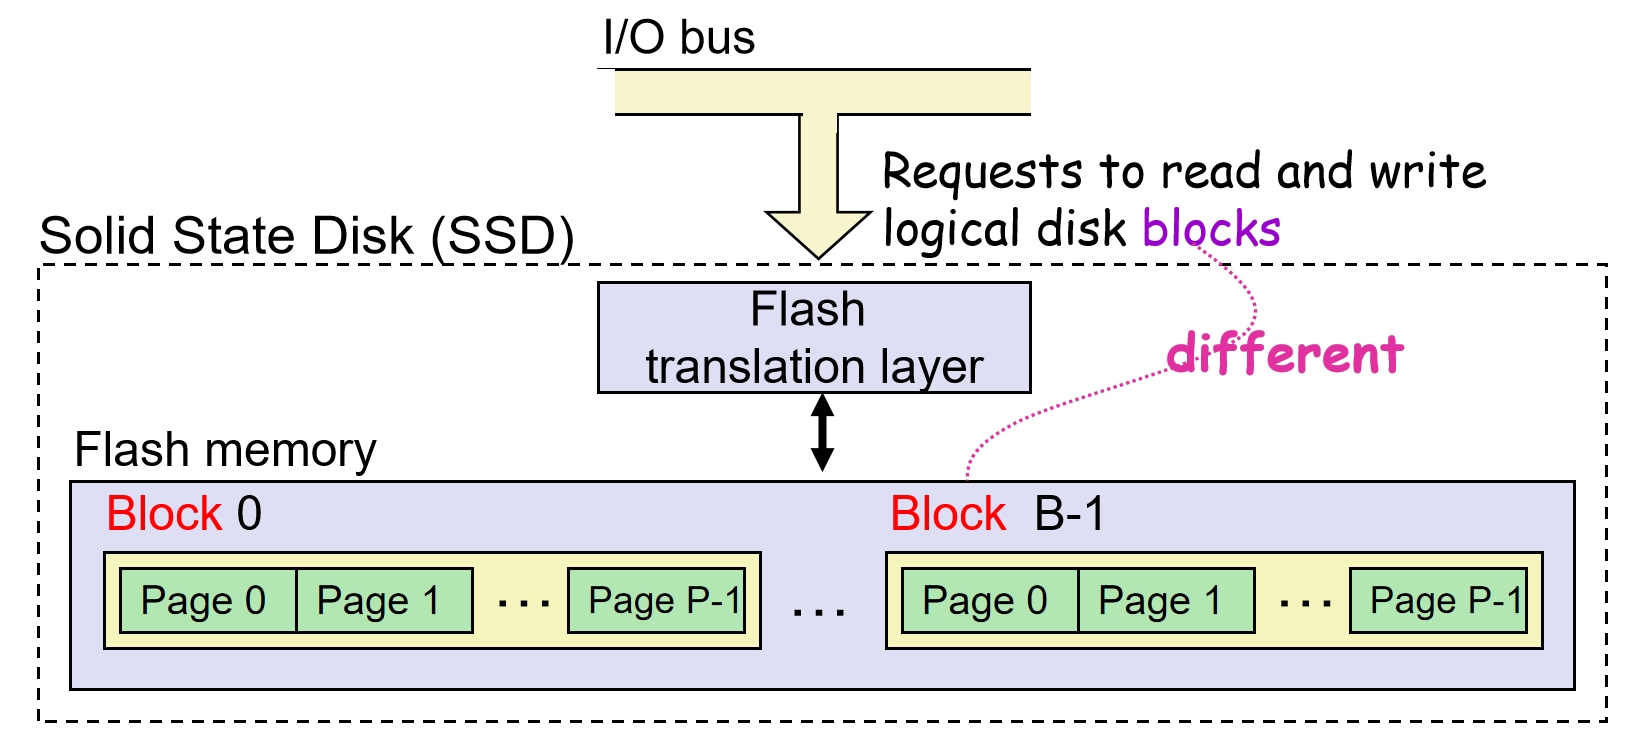 I/O bus
Requests to read and write
logical disk blocks
Solid State Disk (SSD)
Flash
translation layer
different
Flash memory
Block 0
Block B-1
Page 0 Page 1 ... Page P-1 ... Page 0 Page 1 ... Page P-1